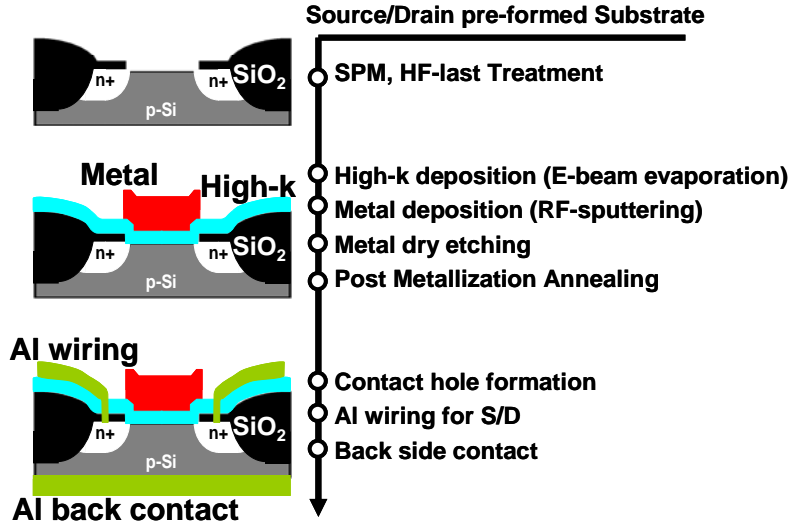 Source/Drain pre-formed Substrate
n+
n+
SiO2
p-Si
SPM, HF-last Treatment
Metal
High-k
n+
n+
SiO2
p-Si
High-k deposition (E-beam evaporation)
Metal deposition (RF-sputtering)
Metal dry etching
Post Metallization Annealing
Al wiring
n+
n+
SiO2
p-Si
Al back contact
Contact hole formation
Al wiring for S/D
Back side contact